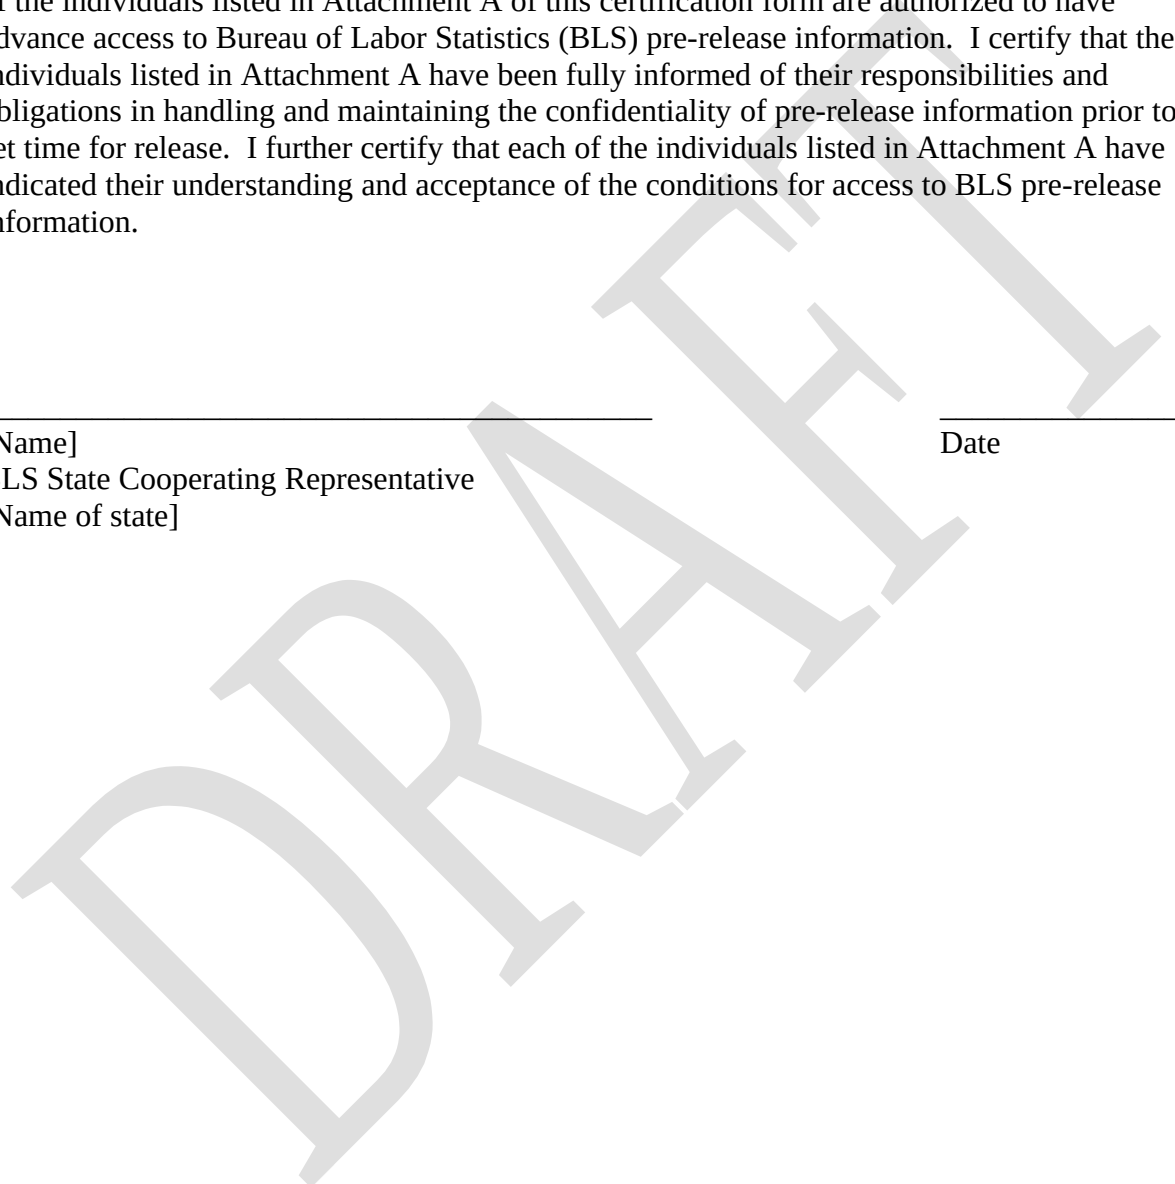 f the individuals listed in Attachment A of this certification form are authorized to have
dvance access to Bureau of Labor Statistics (BLS) pre-release information.  I certify that the
ndividuals listed in Attachment A have been fully informed of their responsibilities and
bligations in handling and maintaining the confidentiality of pre-release information prior to
et time for release.  I further certify that each of the individuals listed in Attachment A have
ndicated their understanding and acceptance of the conditions for access to BLS pre-release
nformation.
Name] Date
LS State Cooperating Representative
Name of state]
DRAFT